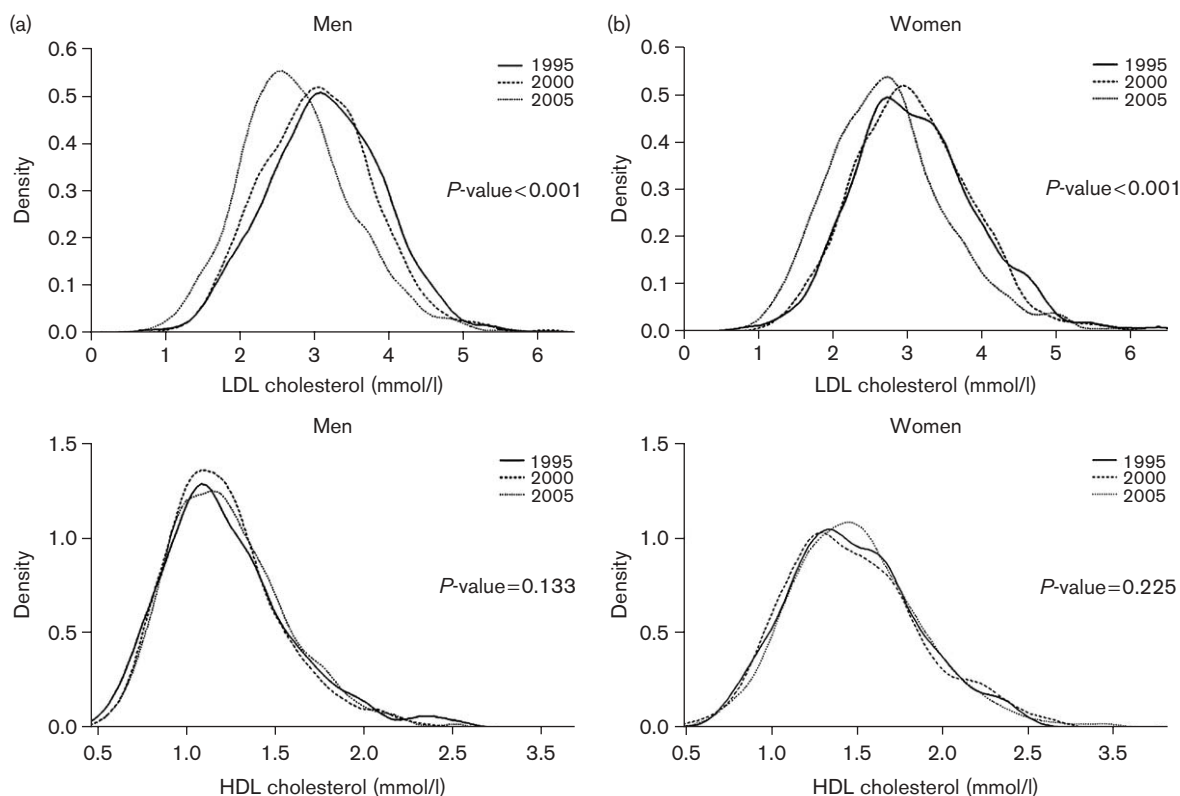 (a)
Men
0.6
0.5
0.4
0.3
0.2
0.1
0.0
Density
1995
2000
2005
P-value<0.001
0 1 2 3 4 5 6
LDL cholesterol (mmol/l)
(b)
Women
0.6
0.5
0.4
0.3
0.2
0.1
0.0
Density
1995
2000
2005
P-value<0.001
0 1 2 3 4 5 6
LDL cholesterol (mmol/l)
Men
1.5
1.0
0.5
0.0
Density
1995
2000
2005
P-value=0.133
0.5 1.0 1.5 2.0 2.5 3.5
HDL cholesterol (mmol/l)
Women
1.5
1.0
0.5
0.0
Density
1995
2000
2005
P-value=0.225
0.5 1.0 1.5 2.0 2.5 3.5
HDL cholesterol (mmol/l)